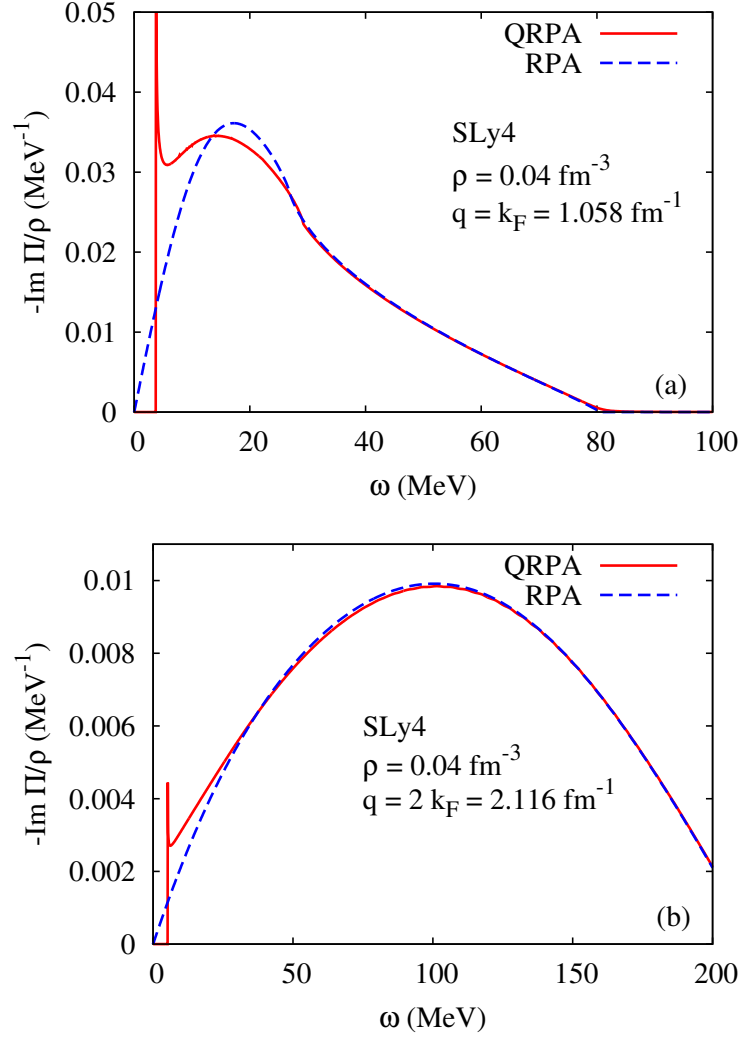 0.05
0.04
0.03
0.02
0.01
0
-Im Π/ρ (MeV⁻¹)
QRPA
RPA
SLy4
ρ = 0.04 fm⁻³
q = k_F = 1.058 fm⁻¹
(a)
0 20 40 60 80 100
ω (MeV)
0.01
0.008
0.006
0.004
0.002
0
-Im Π/ρ (MeV⁻¹)
QRPA
RPA
SLy4
ρ = 0.04 fm⁻³
q = 2 k_F = 2.116 fm⁻¹
(b)
0 50 100 150 200
ω (MeV)